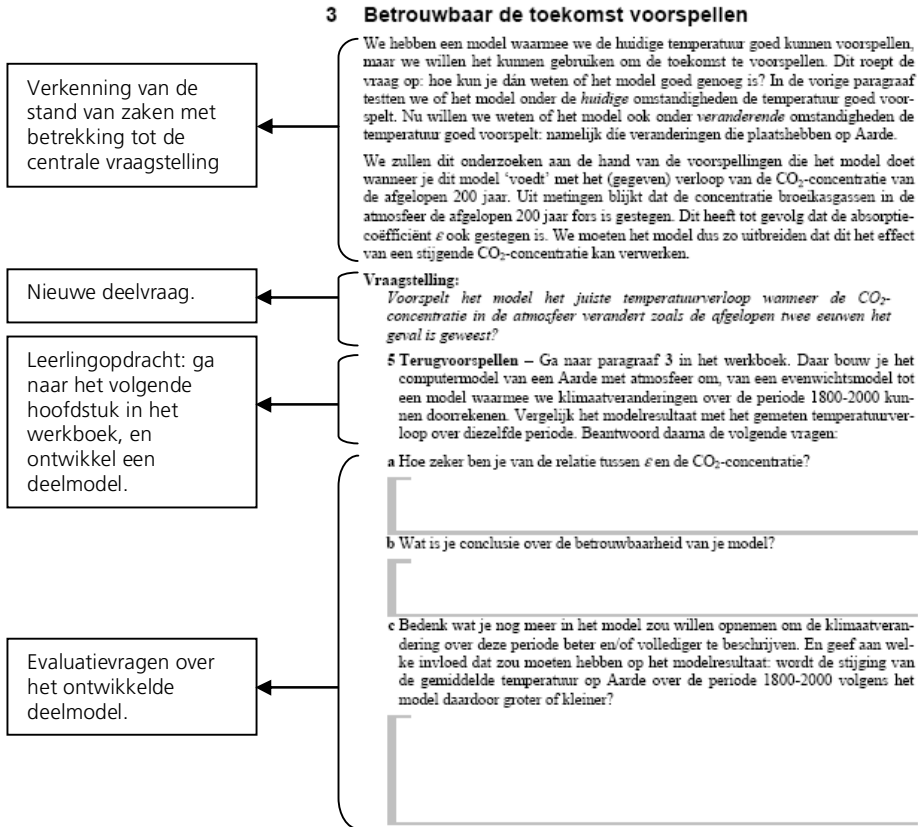 3 Betrouwbaar de toekomst voorspellen
Verkenning van de
stand van zaken met
betrekking tot de
centrale vraagstelling
We hebben een model waarmee we de huidige temperatuur goed kunnen voorspellen,
maar we willen het kunnen gebruiken om de toekomst te voorspellen. Dit roept de
vraag op: hoe kun je dán weten of het model goed genoeg is? In de vorige paragraaf
testten we of het model onder de huidige omstandigheden de temperatuur goed voor-
spelt. Nu willen we weten of het model ook onder veranderende omstandigheden de
temperatuur goed voorspelt: namelijk díe veranderingen die plaatshebben op Aarde.
We zullen dit onderzoeken aan de hand van de voorspellingen die het model doet
wanneer je dit model ‘voedt’ met het (gegeven) verloop van de CO₂-concentratie van
de afgelopen 200 jaar. Uit metingen blijkt dat de concentratie broeikasgassen in de
atmosfeer de afgelopen 200 jaar fors is gestegen. Dit heeft tot gevolg dat de absorptie-
coëfficiënt ε ook gestegen is. We moeten het model dus zo uitbreiden dat dit het effect
van een stijgende CO₂-concentratie kan verwerken.
Nieuwe deelvraag.
Vraagstelling:
Voorspelt het model het juiste temperatuurverloop wanneer de CO₂-
concentratie in de atmosfeer verandert zoals de afgelopen twee eeuwen het
geval is geweest?
Leerlingopdracht: ga
naar het volgende
hoofdstuk in het
werkboek, en
ontwikkel een
deelmodel.
5 Terugvoorspellen – Ga naar paragraaf 3 in het werkboek. Daar bouw je het
computermodel van een Aarde met atmosfeer om, van een evenwichtsmodel tot
een model waarmee we klimaatveranderingen over de periode 1800-2000 kun-
nen doorrekenen. Vergelijk het modelresultaat met het gemeten temperatuurver-
loop over diezelfde periode. Beantwoord daarna de volgende vragen:
a Hoe zeker ben je van de relatie tussen ε en de CO₂-concentratie?
b Wat is je conclusie over de betrouwbaarheid van je model?
Evaluatievragen over
het ontwikkelde
deelmodel.
c Bedenk wat je nog meer in het model zou willen opnemen om de klimaatveran-
dering over deze periode beter en/of vollediger te beschrijven. En geef aan wel-
ke invloed dat zou moeten hebben op het modelresultaat: wordt de stijging van
de gemiddelde temperatuur op Aarde over de periode 1800-2000 volgens het
model daardoor groter of kleiner?